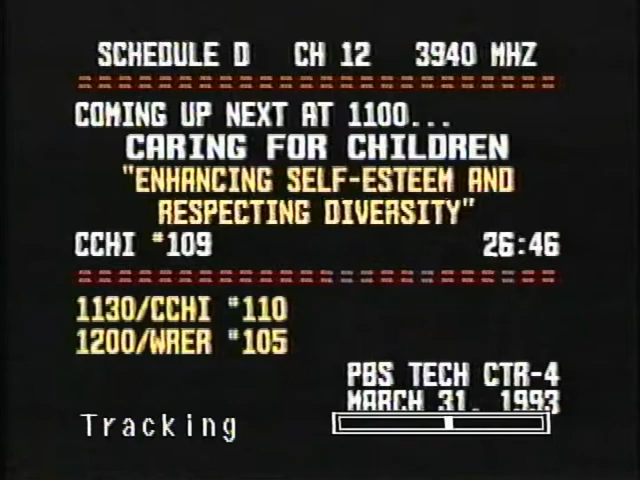 SCHEDULE D CH 12 3940 MHZ
COMING UP NEXT AT 1100...
CARING FOR CHILDREN
"ENHANCING SELF-ESTEEM AND
RESPECTING DIVERSITY"
CCHI #109 26:46
1130/CCHI #110
1200/WRER #105
PBS TECH CTR-4
MARCH 31, 1993
Tracking